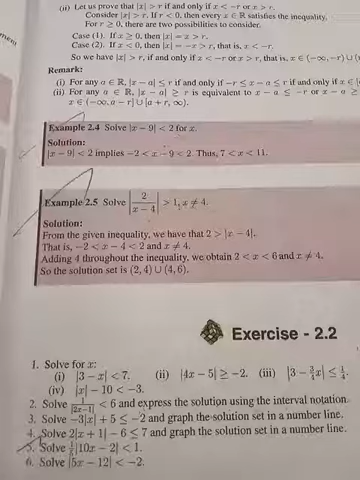 (ii) Let us prove that |x| > r if and only if x < −r or x > r.
Consider |x| > r. If r < 0, then every x ∈ ℝ satisfies the inequality.
For r ≥ 0, there are two possibilities to consider.
Case (1). If x ≥ 0, then |x| = x > r.
Case (2). If x < 0, then |x| = −x > r, that is, x < −r.
So we have |x| > r if and only if x < −r or x > r, that is, x ∈ (−∞, −r) ∪
Remark:
(i) For any a ∈ ℝ, |x − a| ≤ r if and only if −r ≤ x − a ≤ r if and only if x ∈
(ii) For any a ∈ ℝ, |x − a| ≥ r is equivalent to x − a ≤ −r or x − a ≥
x ∈ (−∞, a − r] ∪ [a + r, ∞).
Example 2.4 Solve |x − 9| < 2 for x.
Solution:
|x − 9| < 2 implies −2 < x − 9 < 2. Thus, 7 < x < 11.
Example 2.5 Solve |2/(x − 4)| > 1, x ≠ 4.
Solution:
From the given inequality, we have that 2 > |x − 4|.
That is, −2 < x − 4 < 2 and x ≠ 4.
Adding 4 throughout the inequality, we obtain 2 < x < 6 and x ≠ 4.
So the solution set is (2, 4) ∪ (4, 6).
Exercise - 2.2
1. Solve for x:
(i) |3 − x| < 7. (ii) |4x − 5| ≥ −2. (iii) |3 − 3/4 x| ≤ 1/4.
(iv) |x| − 10 < −3.
2. Solve 1/|2x−1| < 6 and express the solution using the interval notation.
3. Solve −3|x| + 5 ≤ −2 and graph the solution set in a number line.
4. Solve 2|x + 1| − 6 ≤ 7 and graph the solution set in a number line.
5. Solve |10x − 2| < 1.
6. Solve |5x − 12| < −2.